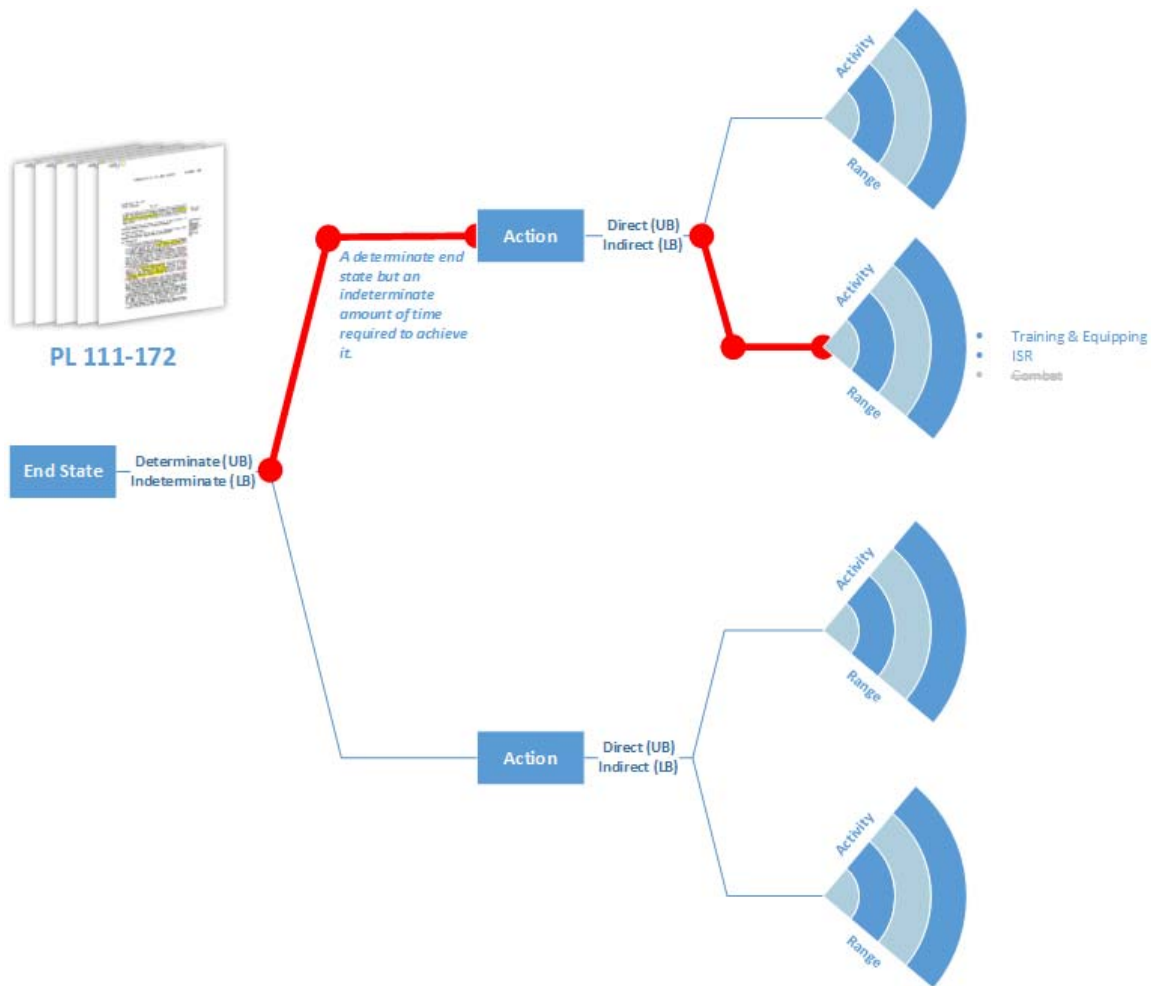 PL 111-172
End State
Determinate (UB)
Indeterminate (LB)
A determinate end
state but an
indeterminate
amount of time
required to achieve
it.
Action
Direct (UB)
Indirect (LB)
Activity
Range
Activity
Range
Training & Equipping
ISR
Combat
Action
Direct (UB)
Indirect (LB)
Activity
Range
Activity
Range